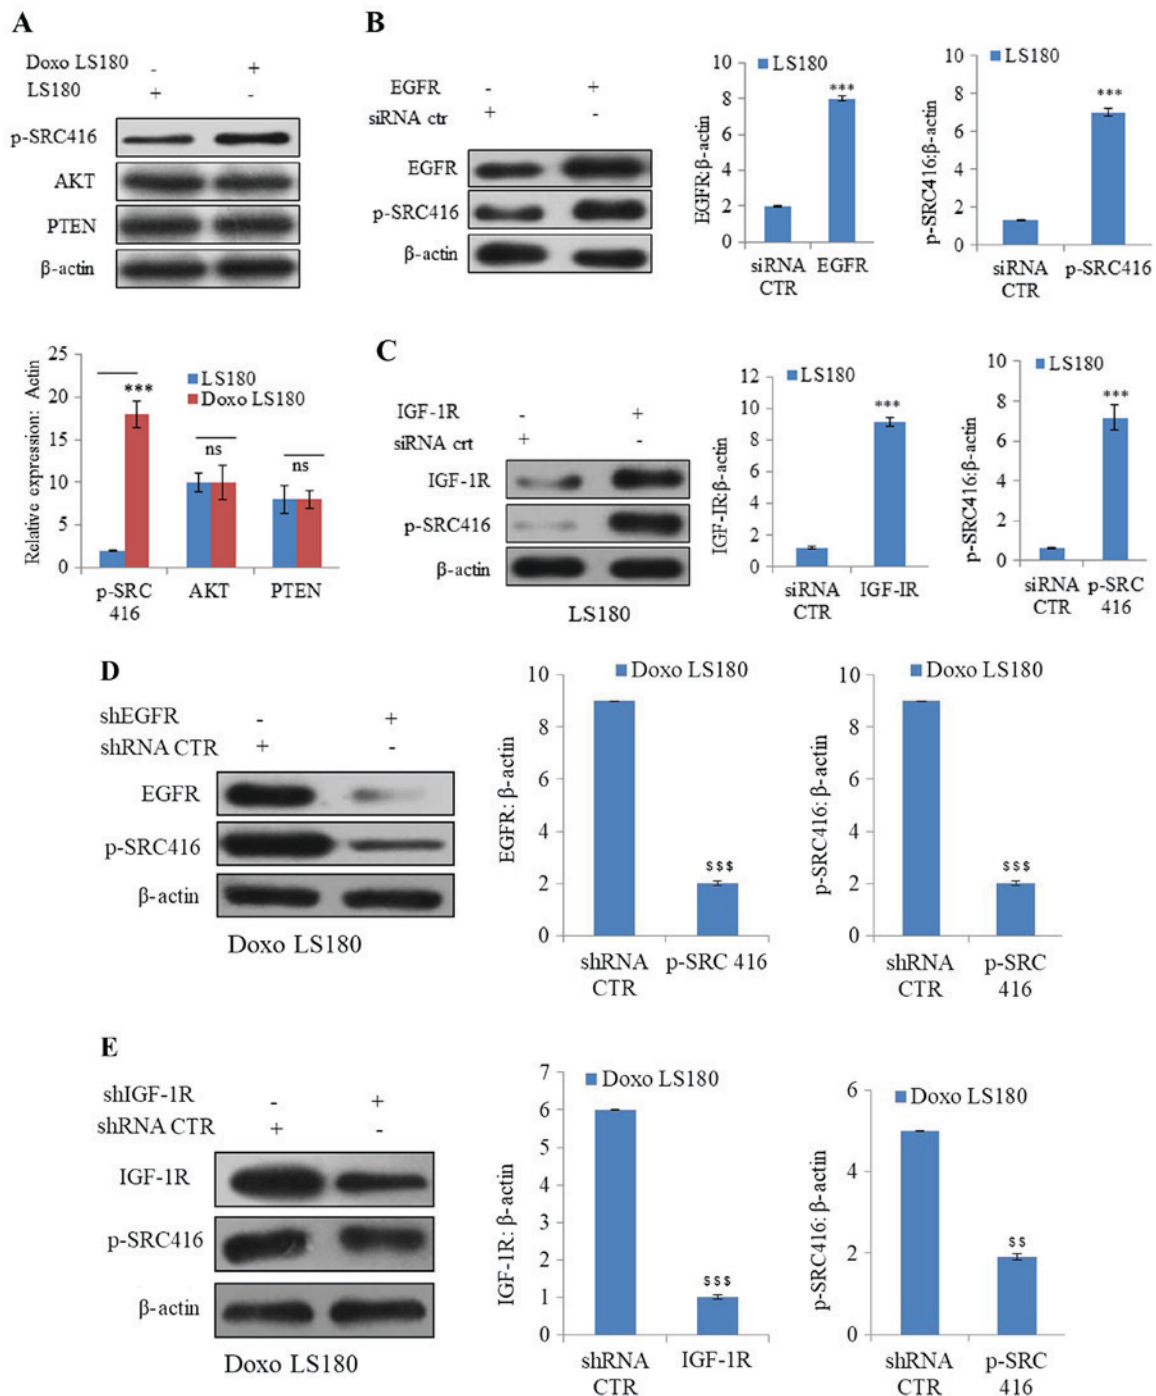 A
Doxo LS180 - +
LS180 + -
p-SRC416
AKT
PTEN
β-actin
25
20
15
10
5
0
Relative expression: Actin
***
ns
ns
LS180
Doxo LS180
p-SRC
416
AKT
PTEN
B
EGFR - +
siRNA ctr + -
EGFR
p-SRC416
β-actin
LS180
10
8
6
4
2
0
EGFR:β-actin
***
siRNA
CTR
EGFR
LS180
10
8
6
4
2
0
p-SRC416:β-actin
***
siRNA
CTR
p-SRC416
C
IGF-1R - +
siRNA crt + -
IGF-1R
p-SRC416
β-actin
LS180
LS180
12
10
8
6
4
2
0
IGF-IR:β-actin
***
siRNA
CTR
IGF-IR
LS180
10
8
6
4
2
0
p-SRC416:β-actin
***
siRNA
CTR
p-SRC
416
D
shEGFR - +
shRNA CTR + -
EGFR
p-SRC416
β-actin
Doxo LS180
Doxo LS180
10
8
6
4
2
0
EGFR: β-actin
$$$
shRNA
CTR
p-SRC 416
Doxo LS180
10
8
6
4
2
0
p-SRC416: β-actin
$$$
shRNA
CTR
p-SRC
416
E
shIGF-1R - +
shRNA CTR + -
IGF-1R
p-SRC416
β-actin
Doxo LS180
Doxo LS180
7
6
5
4
3
2
1
0
IGF-1R: β-actin
$$$
shRNA
CTR
IGF-1R
Doxo LS180
6
4
2
0
p-SRC416: β-actin
$$
shRNA
CTR
p-SRC
416